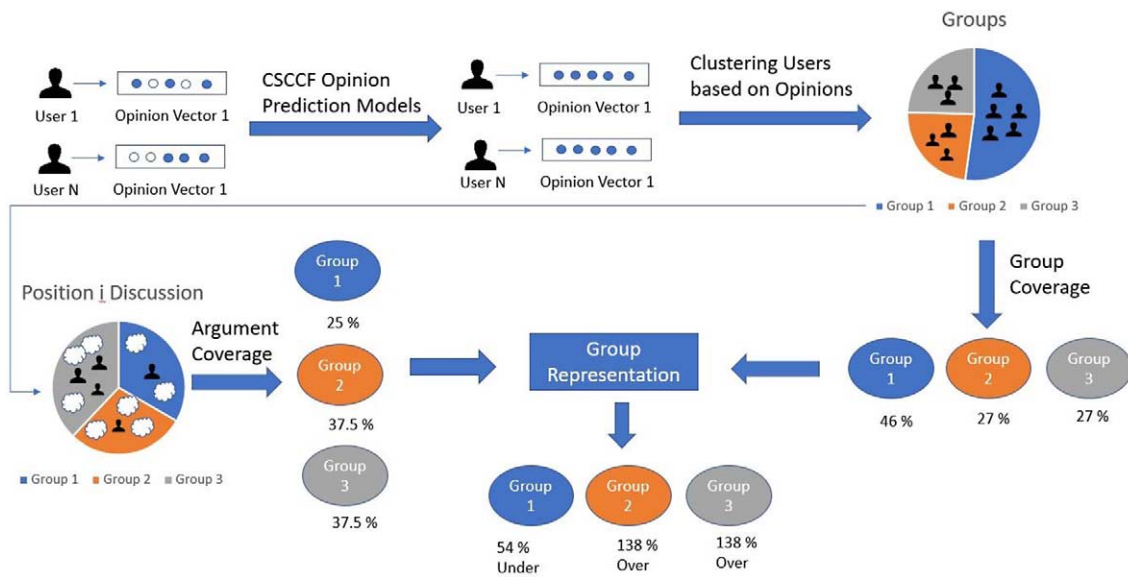 Groups
User 1
Opinion Vector 1
CSCCF Opinion
Prediction Models
User 1
Opinion Vector 1
Clustering Users
based on Opinions
User N
Opinion Vector 1
User N
Opinion Vector 1
Group 1 Group 2 Group 3
Position i Discussion
Argument
Coverage
Group 1 Group 2 Group 3
Group
1
25 %
Group
2
37.5 %
Group
3
37.5 %
Group
Representation
Group
Coverage
Group
1
46 %
Group
2
27 %
Group
3
27 %
Group
1
54 %
Under
Group
2
138 %
Over
Group
3
138 %
Over